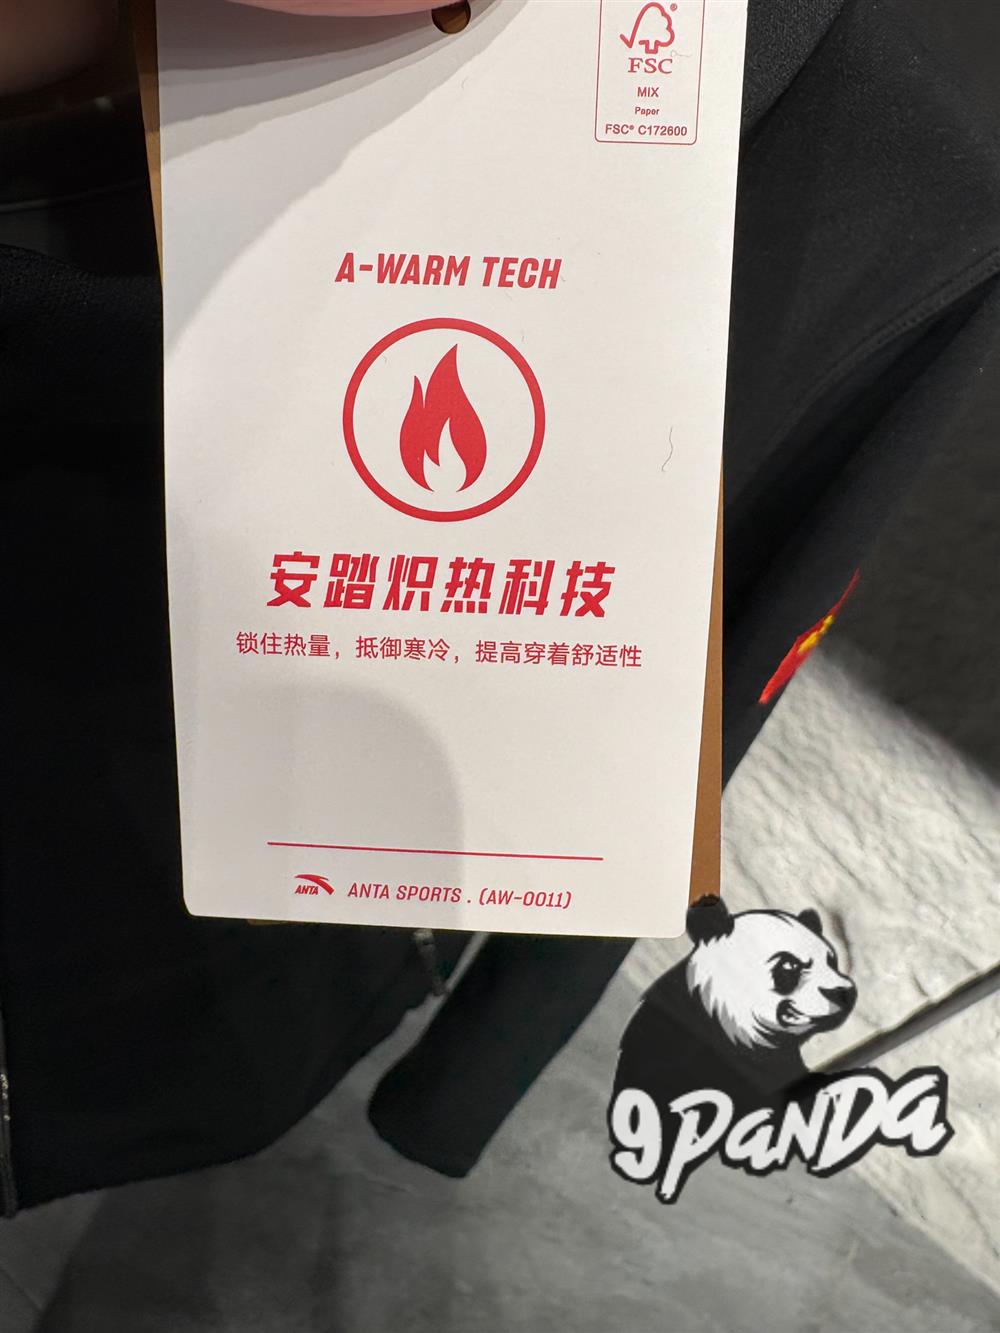 FSC
MIX
Paper
FSC® C172600
A-WARM TECH
安踏炽热科技
锁住热量，抵御寒冷，提高穿着舒适性
ANTA ANTA SPORTS . (AW-0011)
9PANDA